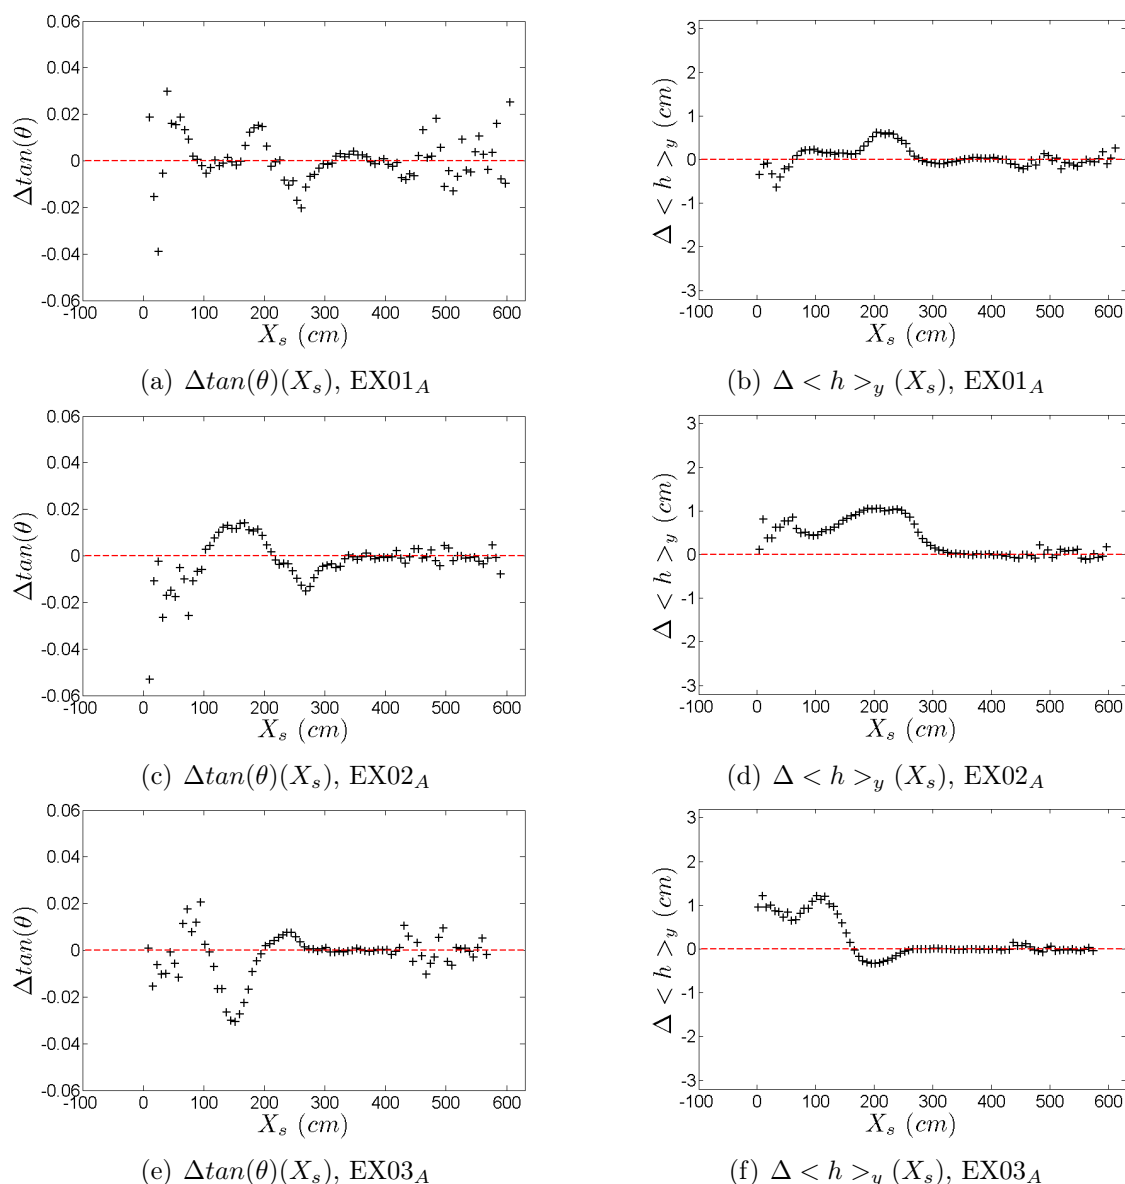 0.06
0.04
0.02
0
-0.02
-0.04
-0.06
Δtan(θ)
-100 0 100 200 300 400 500 600
X_s (cm)
(a) Δtan(θ)(X_s), EX01_A
3
2
1
0
-1
-2
-3
Δ < h >_y (cm)
-100 0 100 200 300 400 500 600
X_s (cm)
(b) Δ < h >_y (X_s), EX01_A
0.06
0.04
0.02
0
-0.02
-0.04
-0.06
Δtan(θ)
-100 0 100 200 300 400 500 600
X_s (cm)
(c) Δtan(θ)(X_s), EX02_A
3
2
1
0
-1
-2
-3
Δ < h >_y (cm)
-100 0 100 200 300 400 500 600
X_s (cm)
(d) Δ < h >_y (X_s), EX02_A
0.06
0.04
0.02
0
-0.02
-0.04
-0.06
Δtan(θ)
-100 0 100 200 300 400 500 600
X_s (cm)
(e) Δtan(θ)(X_s), EX03_A
3
2
1
0
-1
-2
-3
Δ < h >_y (cm)
-100 0 100 200 300 400 500 600
X_s (cm)
(f) Δ < h >_y (X_s), EX03_A